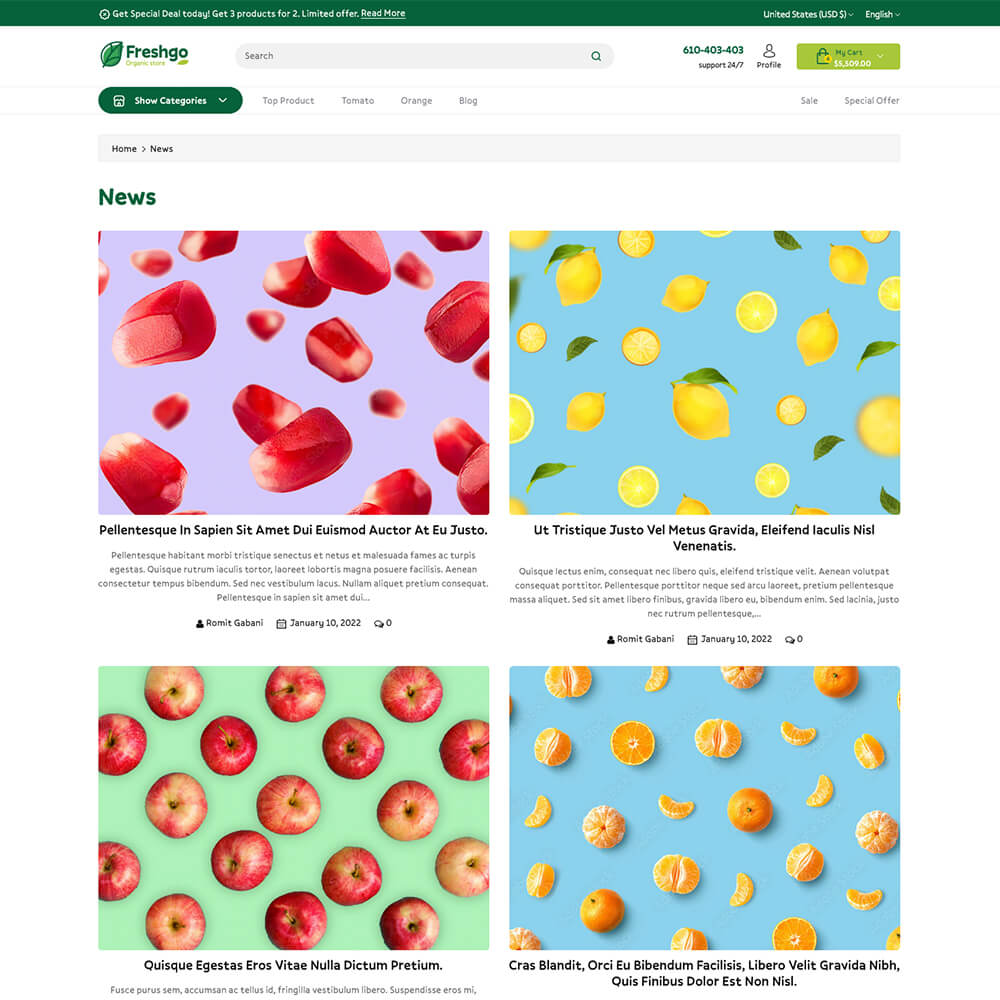 Get Special Deal today! Get 3 products for 2. Limited offer. Read More
United States (USD $)
English
Freshgo
Organic store
Search
610-403-403
support 24/7
Profile
My Cart
$5,509.00
Show Categories
Top Product
Tomato
Orange
Blog
Sale
Special Offer
Home > News
News
Pellentesque In Sapien Sit Amet Dui Euismod Auctor At Eu Justo.
Pellentesque habitant morbi tristique senectus et netus et malesuada fames ac turpis
egestas. Quisque rutrum iaculis tortor, laoreet lobortis magna posuere facilisis. Aenean
consectetur tempus bibendum. Sed nec vestibulum lacus. Nullam aliquet pretium consequat.
Pellentesque in sapien sit amet dui...
Romit Gabani January 10, 2022 0
Ut Tristique Justo Vel Metus Gravida, Eleifend Iaculis Nisl
Venenatis.
Quisque lectus enim, consequat nec libero quis, eleifend tristique velit. Aenean volutpat
consequat porttitor. Pellentesque porttitor neque sed arcu laoreet, pretium pellentesque
massa aliquet. Sed sit amet libero finibus, gravida libero eu, bibendum enim. Sed lacinia, justo
nec rutrum pellentesque,...
Romit Gabani January 10, 2022 0
Quisque Egestas Eros Vitae Nulla Dictum Pretium.
Fusce purus sem, accumsan ac tellus id, fringilla vestibulum libero. Suspendisse eros mi,
Cras Blandit, Orci Eu Bibendum Facilisis, Libero Velit Gravida Nibh,
Quis Finibus Dolor Est Non Nisl.